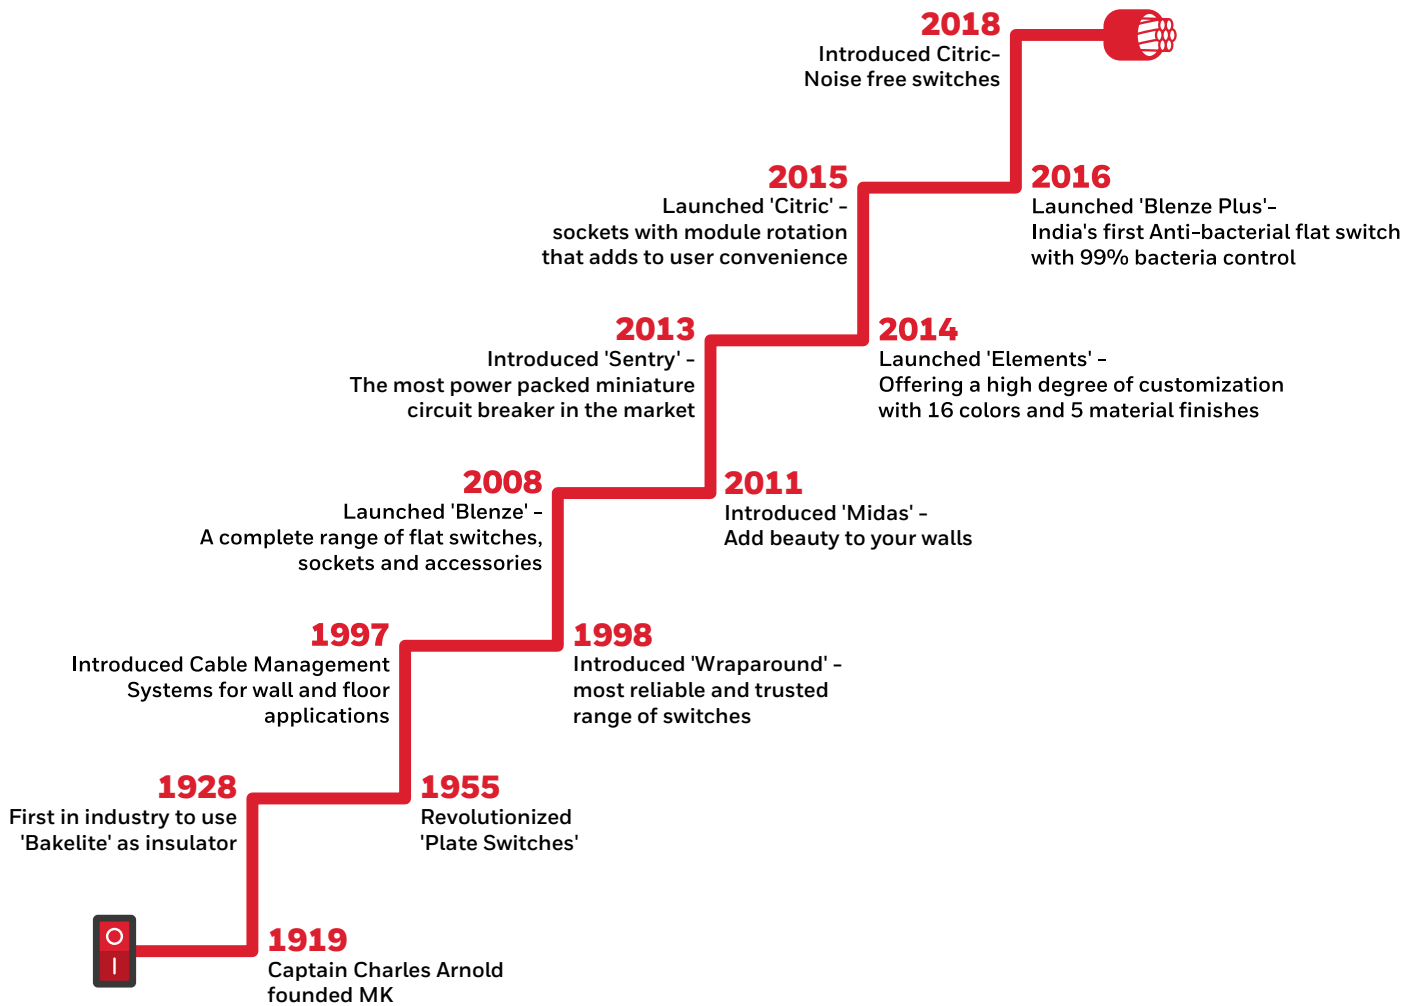 2018
Introduced Citric-
Noise free switches
2015
Launched 'Citric' -
sockets with module rotation
that adds to user convenience
2016
Launched 'Blenze Plus'-
India's first Anti-bacterial flat switch
with 99% bacteria control
2013
Introduced 'Sentry' -
The most power packed miniature
circuit breaker in the market
2014
Launched 'Elements' -
Offering a high degree of customization
with 16 colors and 5 material finishes
2008
Launched 'Blenze' -
A complete range of flat switches,
sockets and accessories
2011
Introduced 'Midas' -
Add beauty to your walls
1997
Introduced Cable Management
Systems for wall and floor
applications
1998
Introduced 'Wraparound' -
most reliable and trusted
range of switches
1928
First in industry to use
'Bakelite' as insulator
1955
Revolutionized
'Plate Switches'
1919
Captain Charles Arnold
founded MK